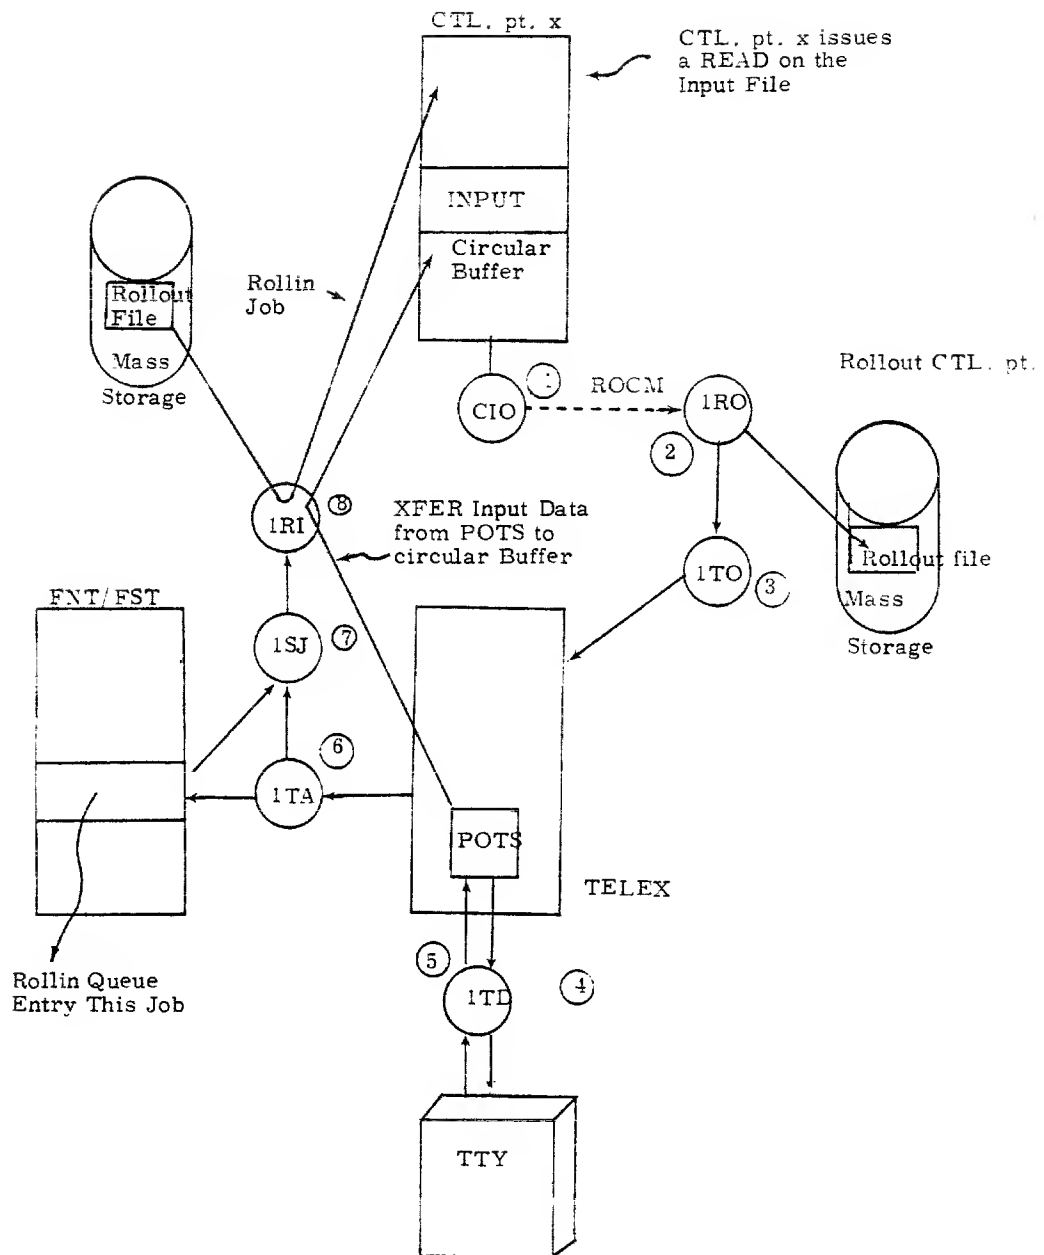 CTL. pt. x
CTL. pt. x issues
a READ on the
Input File
INPUT
Circular
Buffer
Rollin
Job
Rollout
File
Mass
Storage
1
CIO
ROCM
1RO
2
Rollout CTL. pt.
1RI
8
XFER Input Data
from POTS to
circular Buffer
1TO
3
Rollout file
Mass
Storage
FNT/FST
1SJ
7
6
1TA
POTS
TELEX
5
1TD
4
Rollin Queue
Entry This Job
TTY